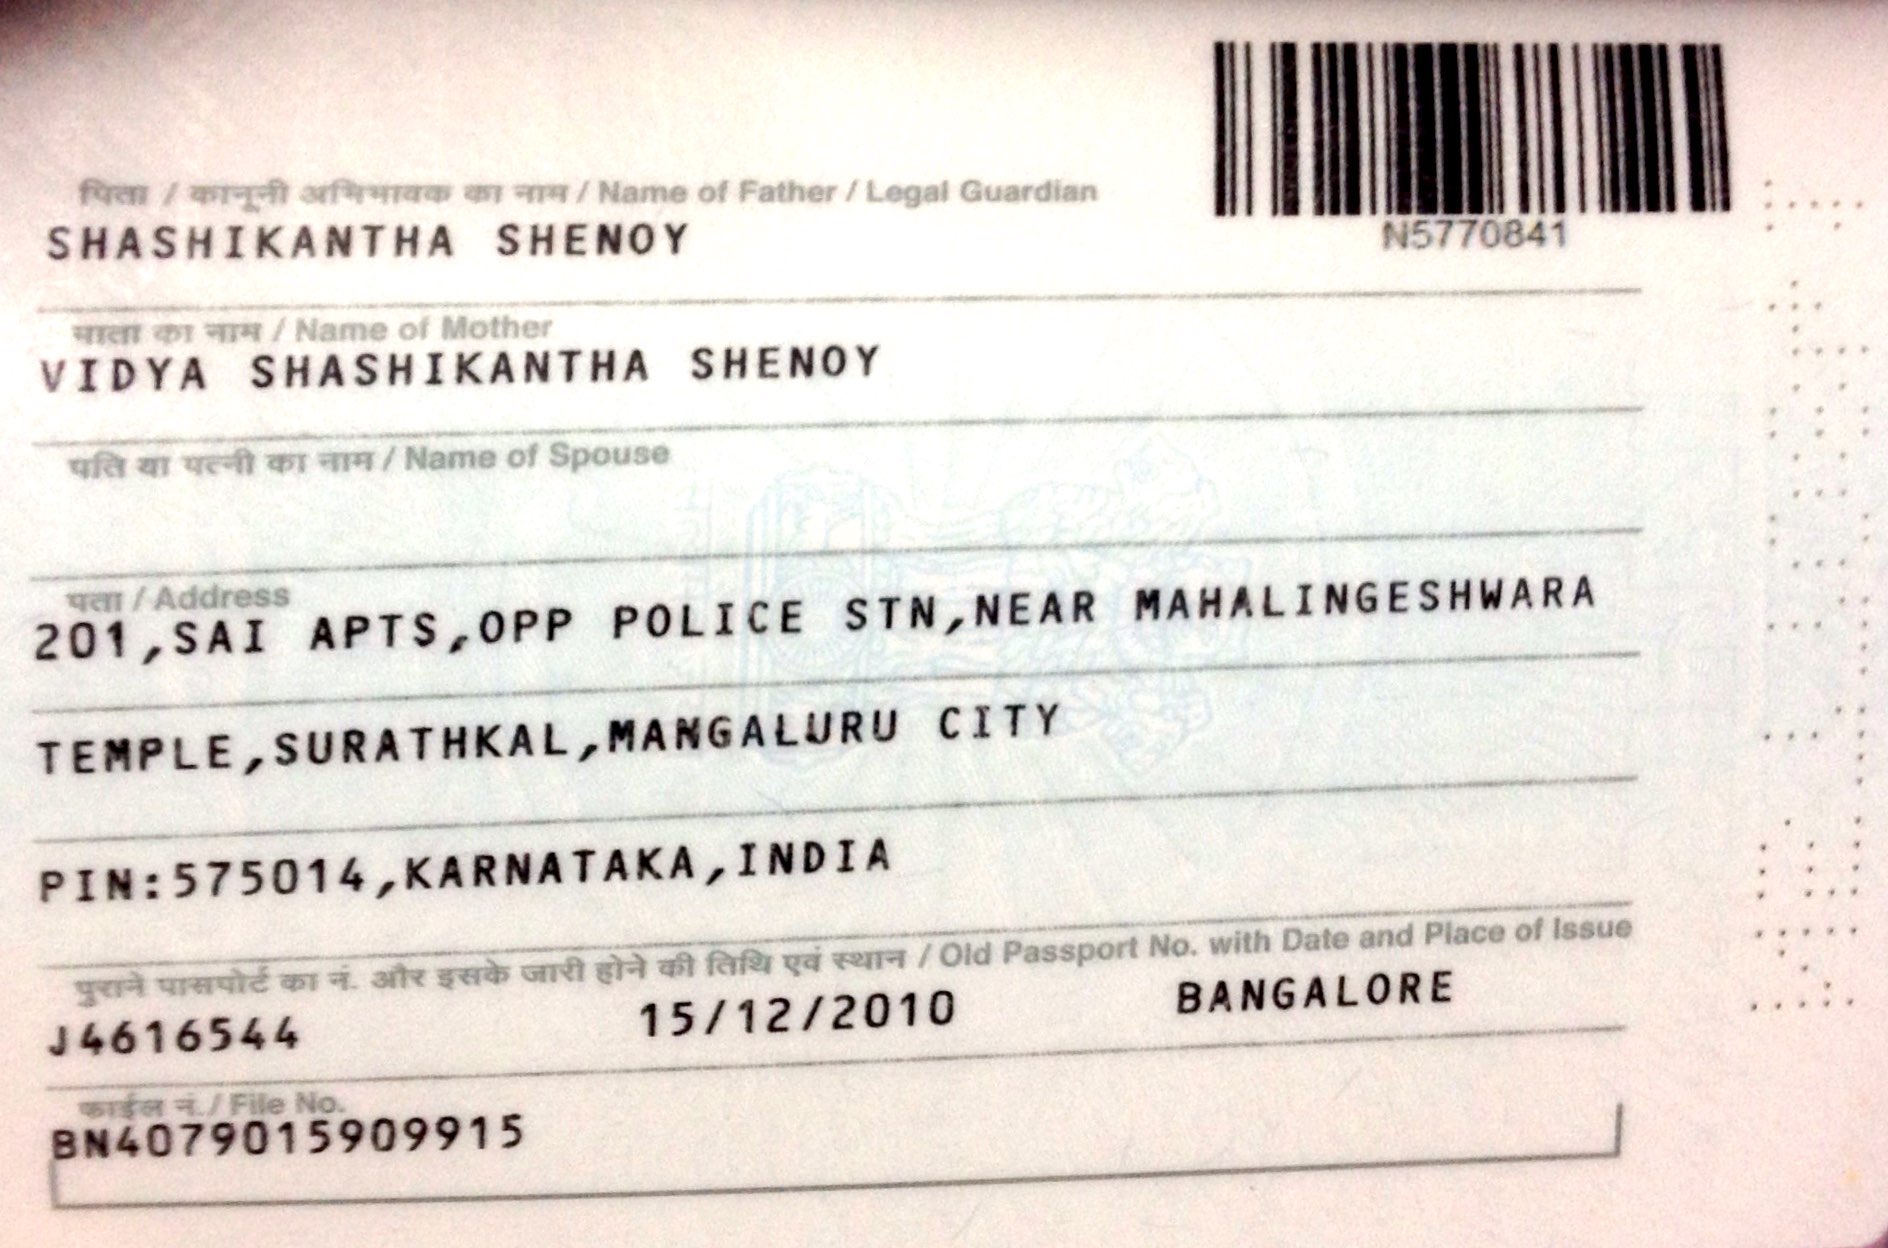 N5770841
पिता / कानूनी अभिभावक का नाम / Name of Father / Legal Guardian
SHASHIKANTHA SHENOY
माता का नाम / Name of Mother
VIDYA SHASHIKANTHA SHENOY
पति या पत्नी का नाम / Name of Spouse
पता / Address
201,SAI APTS,OPP POLICE STN,NEAR MAHALINGESHWARA
TEMPLE,SURATHKAL,MANGALURU CITY
PIN:575014,KARNATAKA,INDIA
पुराने पासपोर्ट का नं. और इसके जारी होने की तिथि एवं स्थान / Old Passport No. with Date and Place of Issue
J4616544 15/12/2010 BANGALORE
फाईल नं./ File No.
BN4079015909915